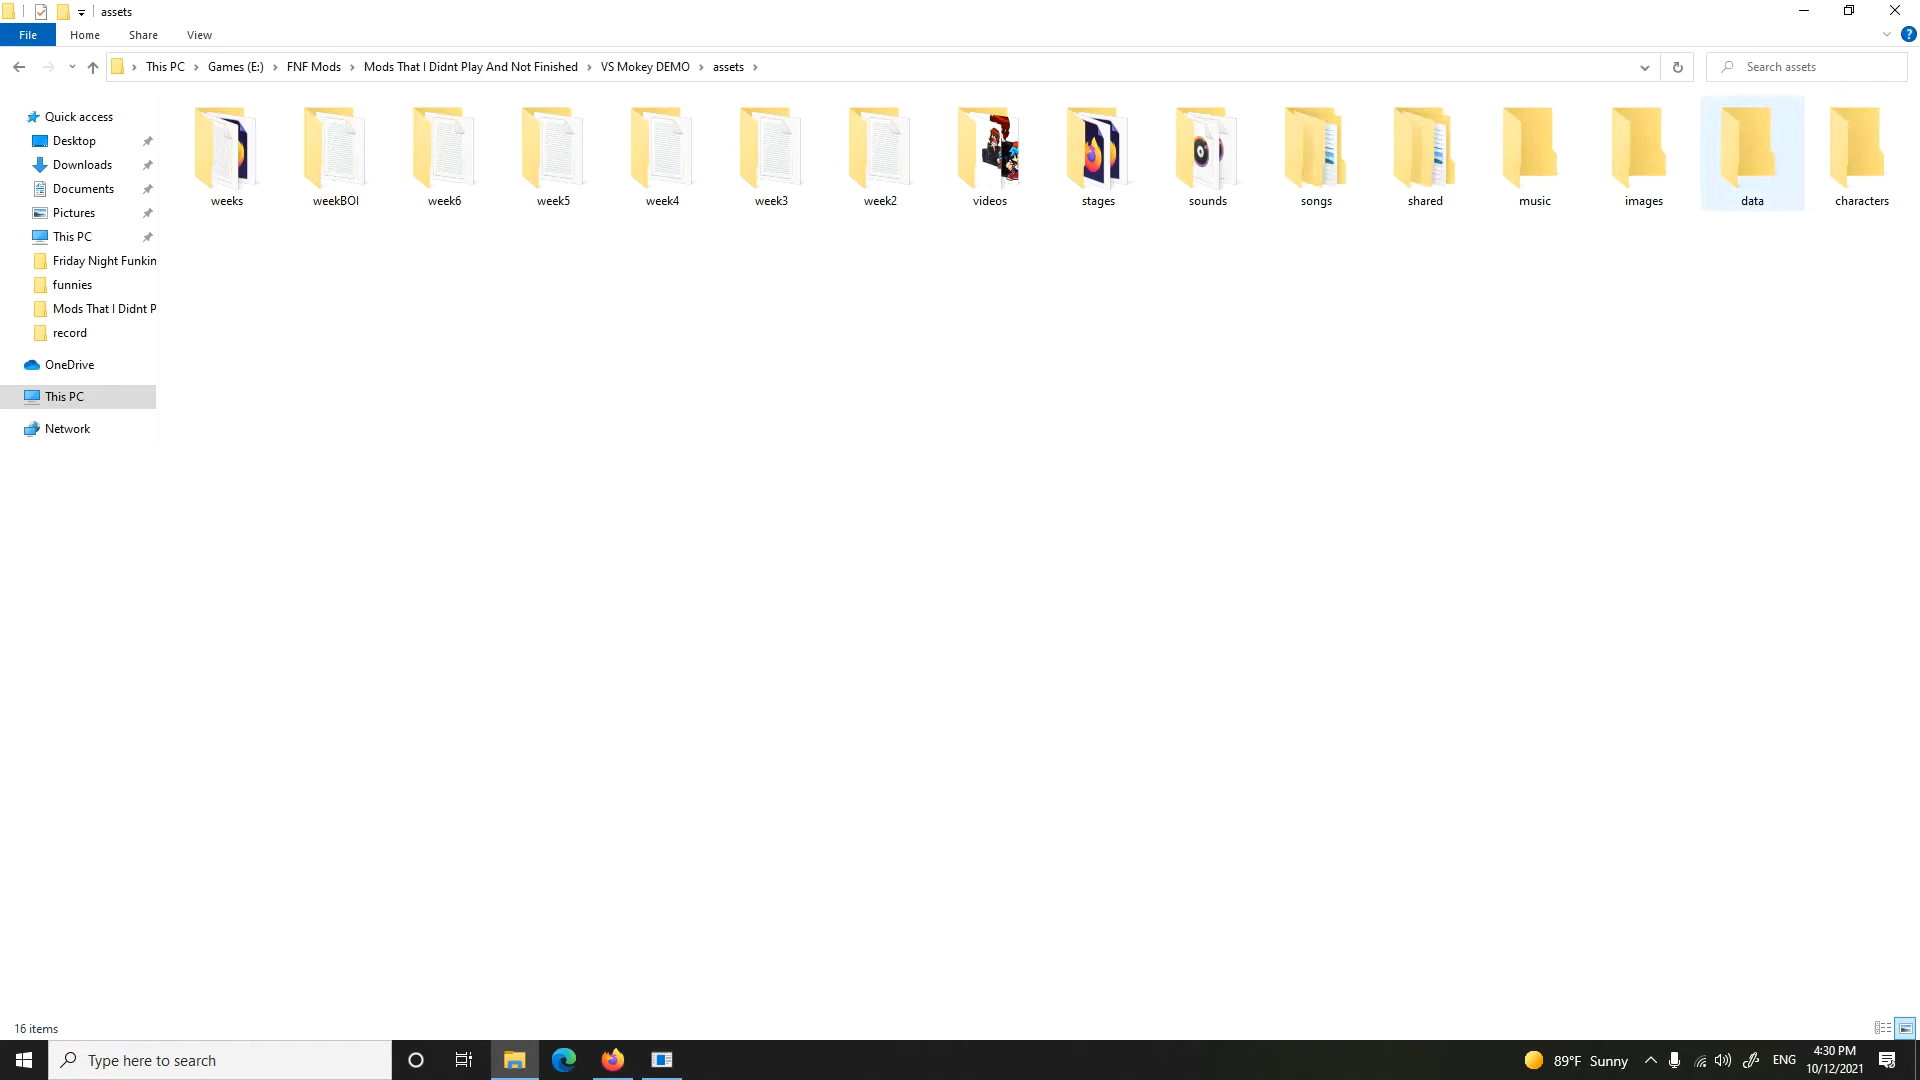 assets
File Home Share View
This PC Games (E:) FNF Mods Mods That I Didnt Play And Not Finished VS Mokey DEMO assets
Search assets
Quick access
Desktop
Downloads
Documents
Pictures
This PC
Friday Night Funkin
funnies
Mods That I Didnt P
record
OneDrive
This PC
Network
weeks weekBOI week6 week5 week4 week3 week2 videos stages sounds songs shared music images data characters
16 items
Type here to search
89°F Sunny
ENG
4:30 PM
10/12/2021